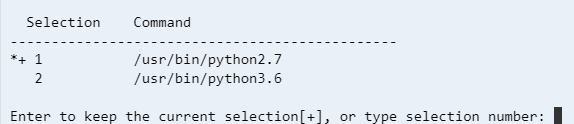 Selection Command
-----------------------------------------------
*+ 1 /usr/bin/python2.7
2 /usr/bin/python3.6
Enter to keep the current selection[+], or type selection number: